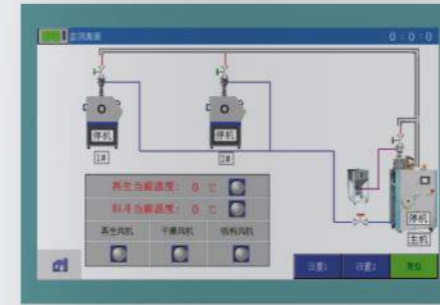 监视画面
0:0:0
停机
停机
1#
2#
再生当前温度: 0 ℃
料斗当前温度: 0 ℃
再生风机
干燥风机
吸料风机
停机
主机
设置1
设置2
复位